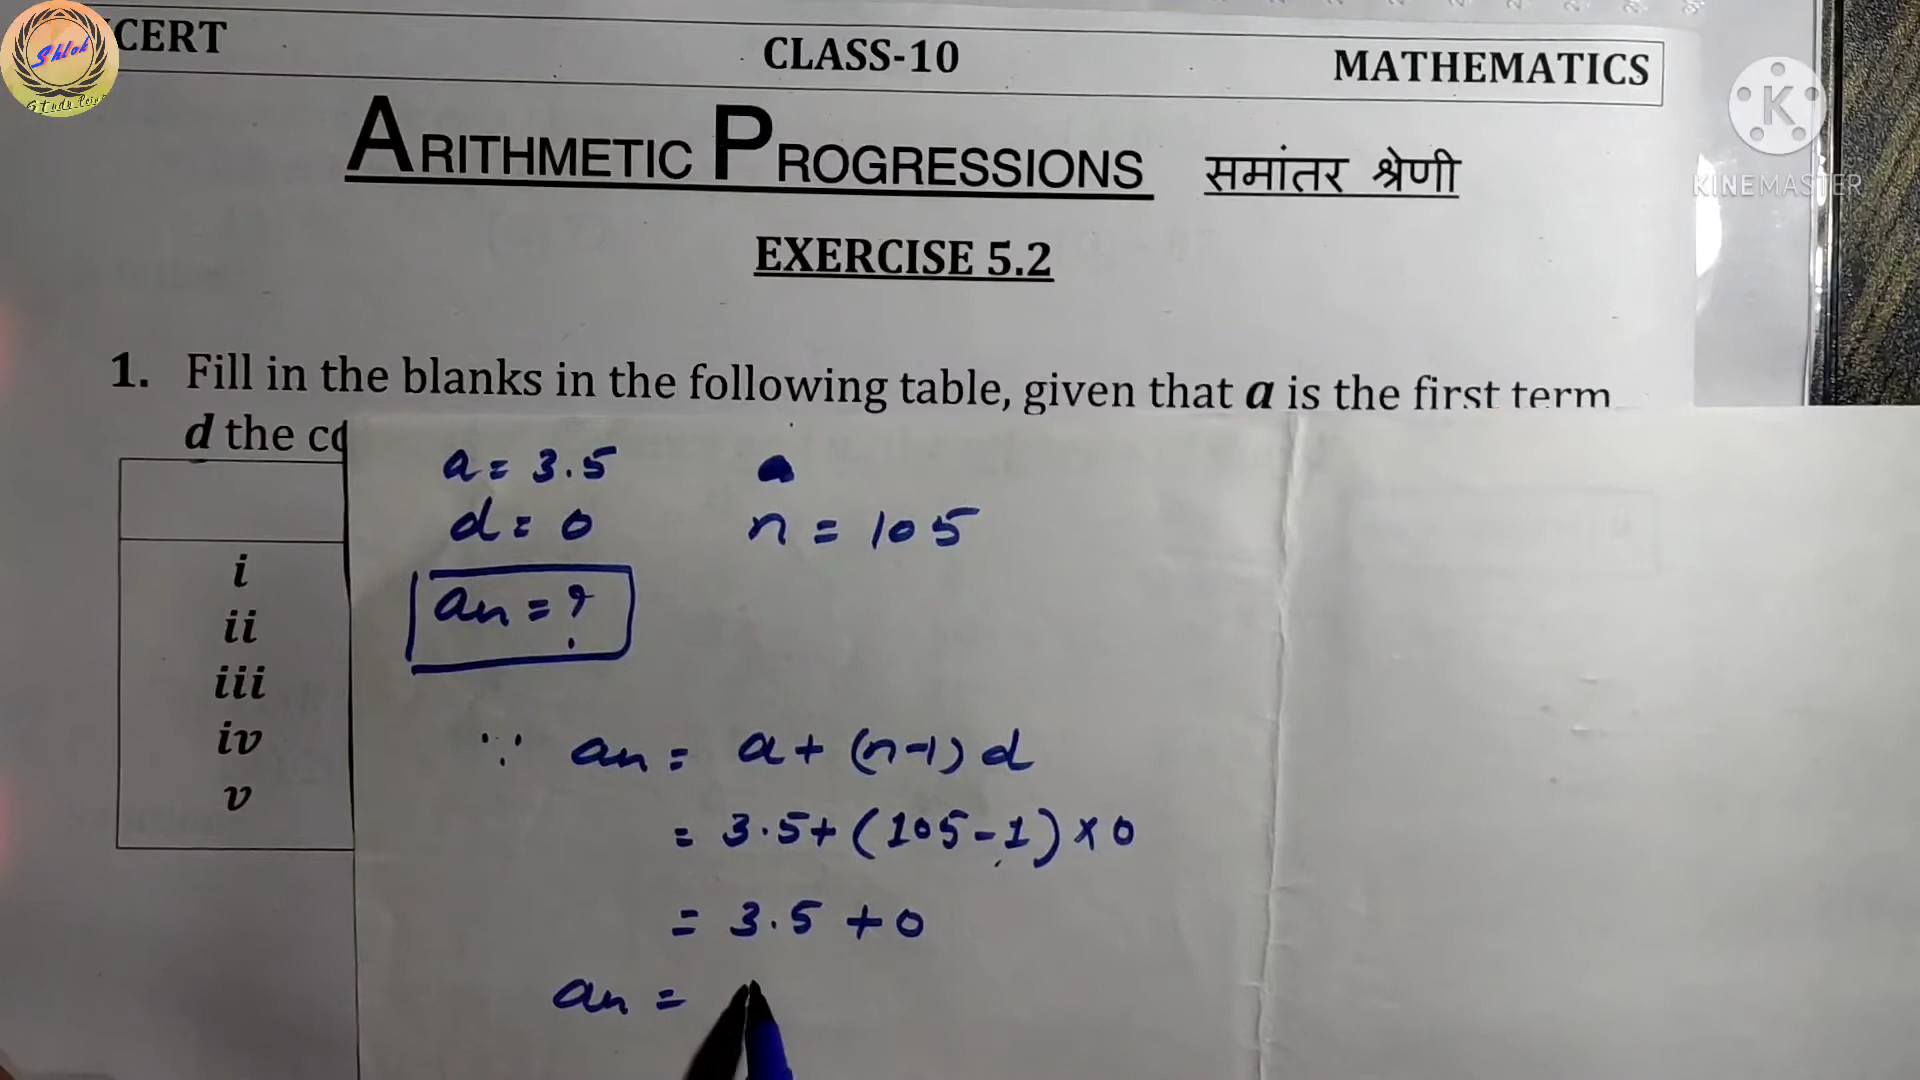 Shlok
CERT CLASS-10 MATHEMATICS
KINEMASTER
ARITHMETIC PROGRESSIONS समांतर श्रेणी
EXERCISE 5.2
1. Fill in the blanks in the following table, given that a is the first term
d the
a = 3.5
d = 0 n = 105
an = ?
i
ii
iii
iv
v
∵ an = a + (n-1) d
= 3.5 + (105 - 1) × 0
= 3.5 + 0
an =